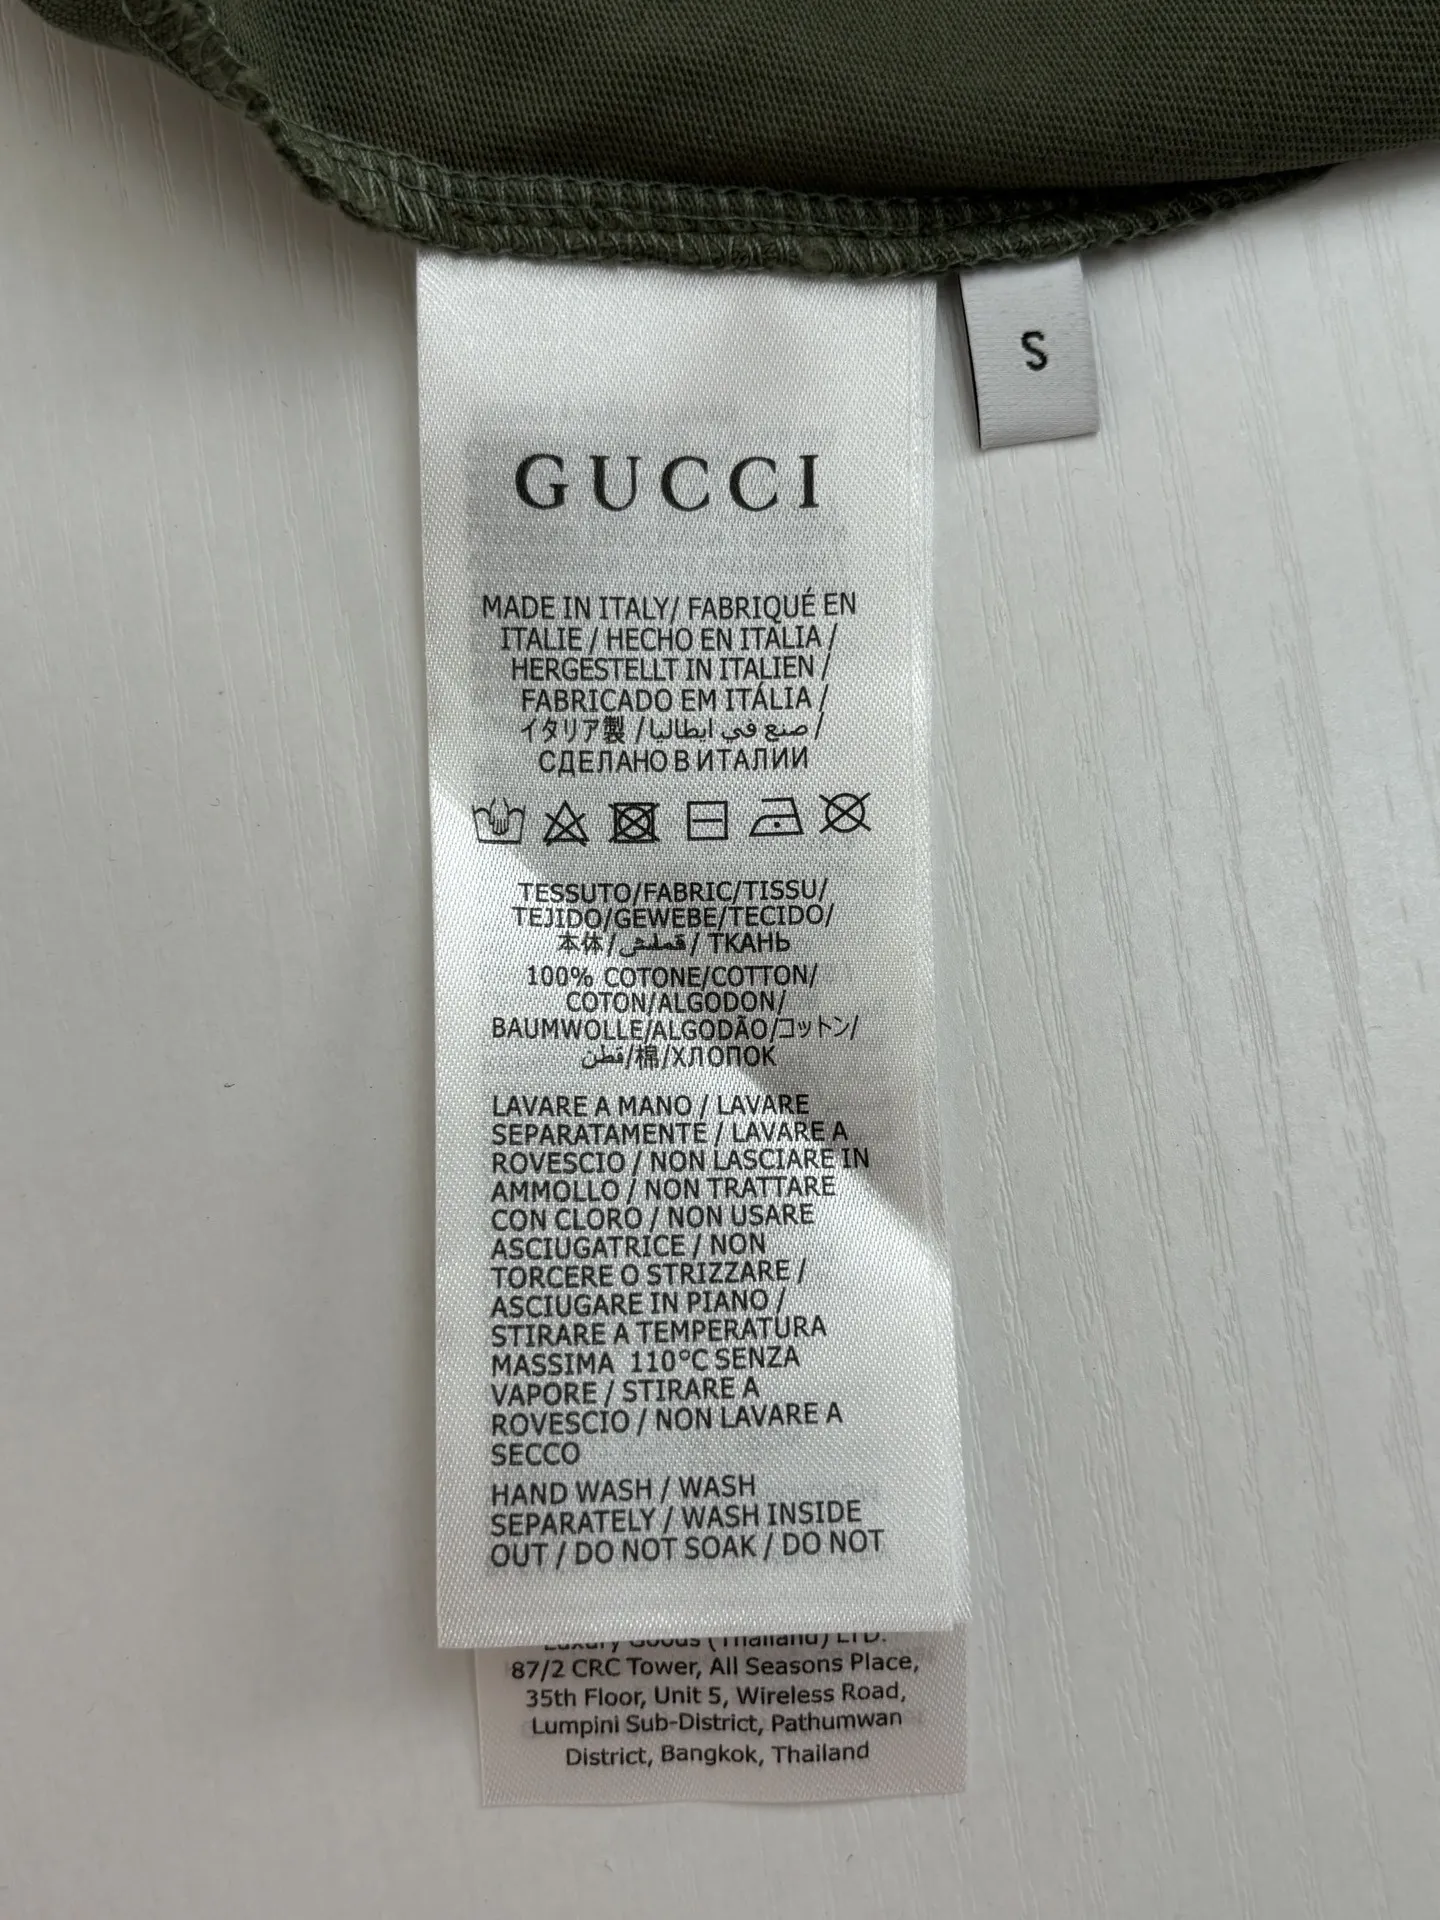 S
GUCCI
MADE IN ITALY/ FABRIQUÉ EN
ITALIE / HECHO EN ITALIA /
HERGESTELLT IN ITALIEN /
FABRICADO EM ITÁLIA /
イタリア製 / صنع في ايطاليا /
СДЕЛАНО В ИТАЛИИ
TESSUTO/FABRIC/TISSU/
TEJIDO/GEWEBE/TECIDO/
本体/قملش/ ТКАНЬ
100% COTONE/COTTON/
COTON/ALGODON/
BAUMWOLLE/ALGODÃO/コットン/
قطن/棉/ХЛОПОК
LAVARE A MANO / LAVARE
SEPARATAMENTE / LAVARE A
ROVESCIO / NON LASCIARE IN
AMMOLLO / NON TRATTARE
CON CLORO / NON USARE
ASCIUGATRICE / NON
TORCERE O STRIZZARE /
ASCIUGARE IN PIANO /
STIRARE A TEMPERATURA
MASSIMA 110°C SENZA
VAPORE / STIRARE A
ROVESCIO / NON LAVARE A
SECCO
HAND WASH / WASH
SEPARATELY / WASH INSIDE
OUT / DO NOT SOAK / DO NOT
Luxury Goods (Thailand) LTD.
87/2 CRC Tower, All Seasons Place,
35th Floor, Unit 5, Wireless Road,
Lumpini Sub-District, Pathumwan
District, Bangkok, Thailand